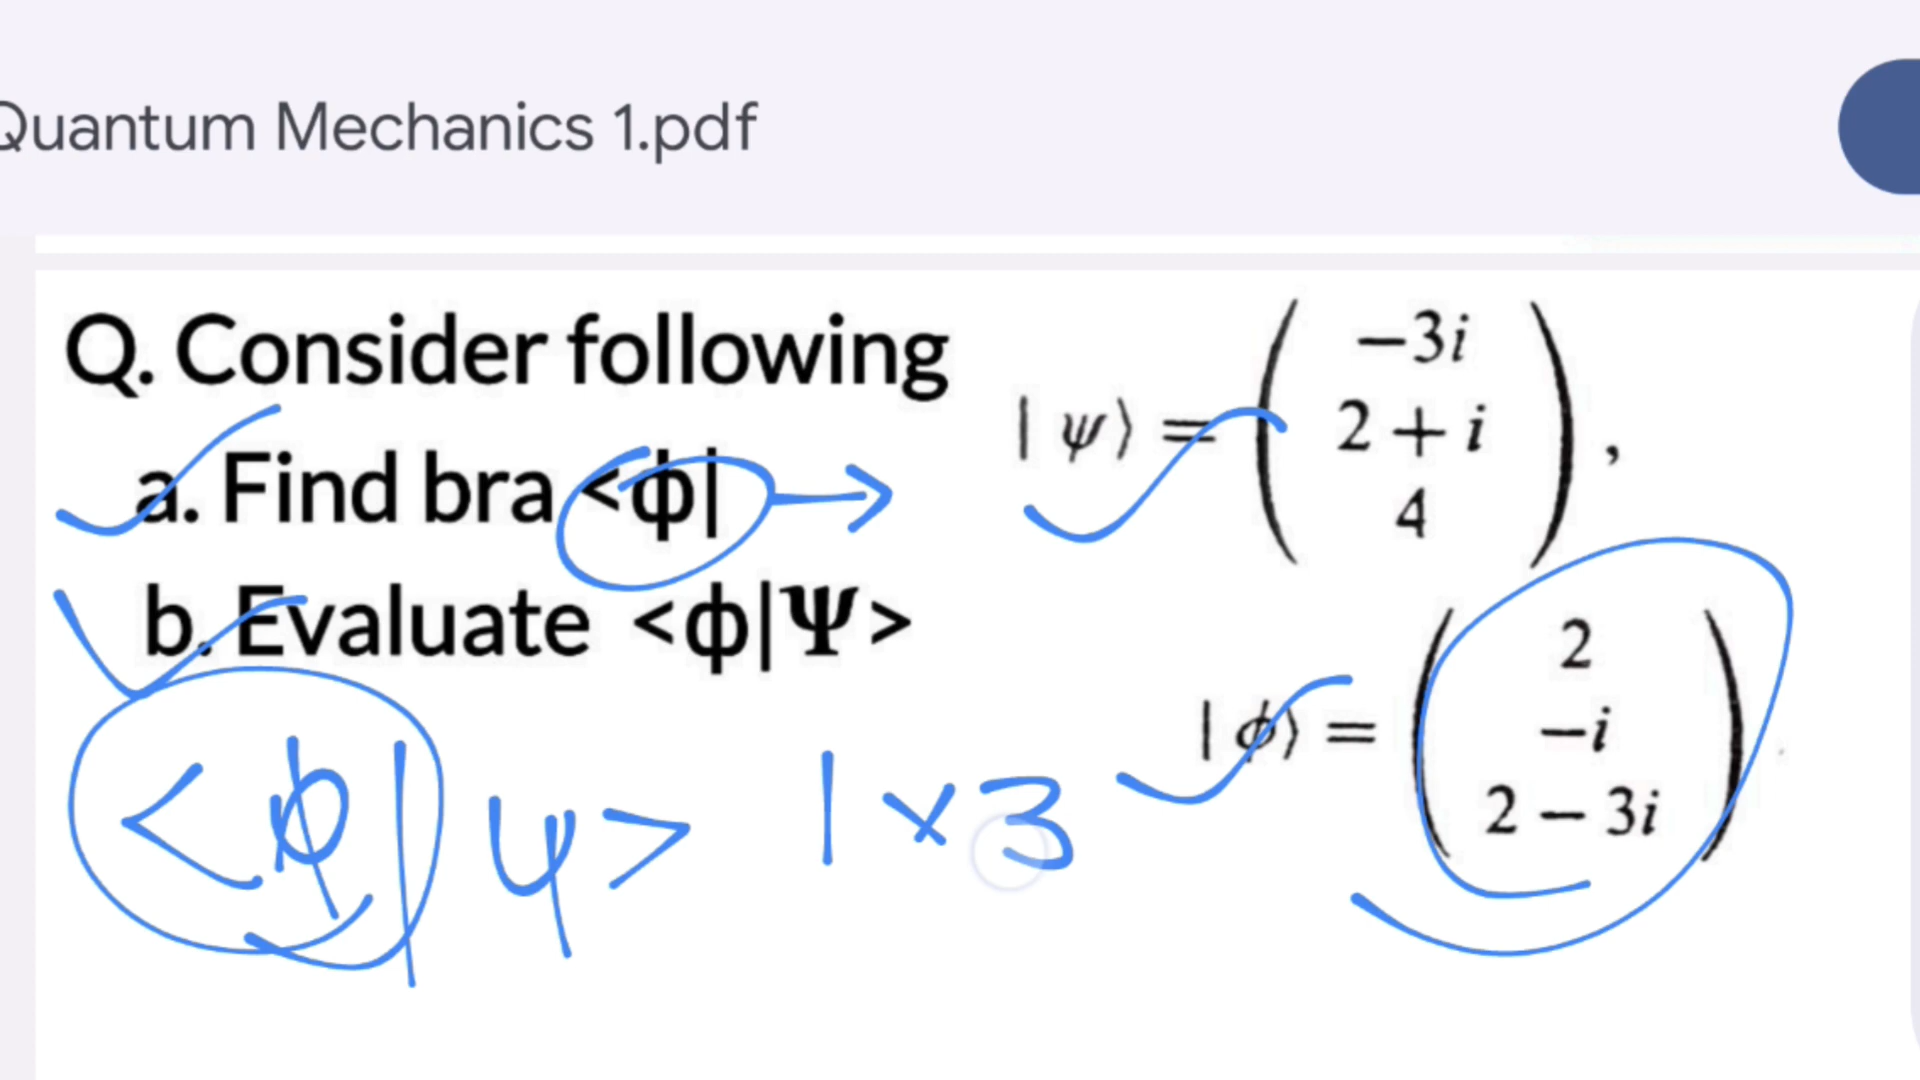 Quantum Mechanics 1.pdf
Q. Consider following
a. Find bra <ϕ| →
b. Evaluate <ϕ|Ψ>
| ψ⟩ = ( −3i
2 + i
4 ) ,
| ϕ⟩ = ( 2
−i
2 − 3i )
<ϕ|ψ> 1×3